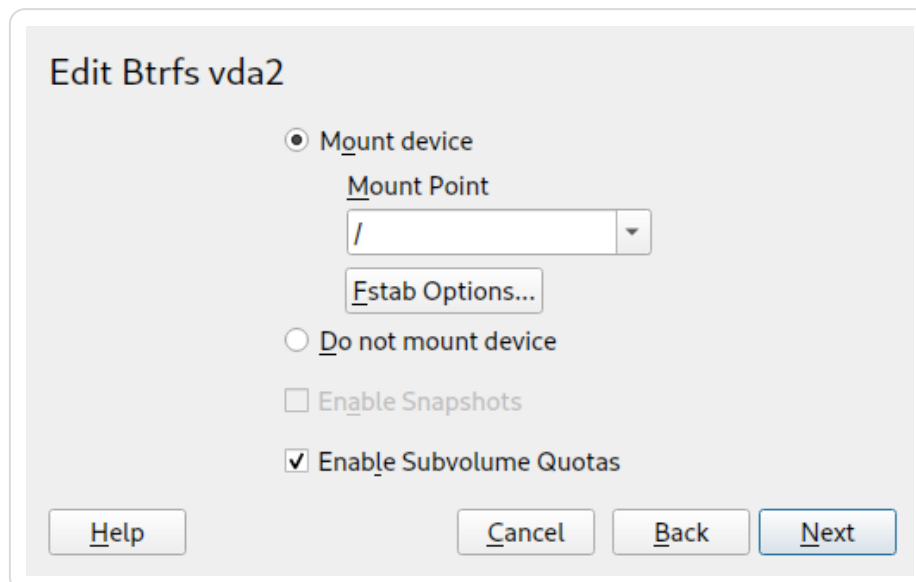 Edit Btrfs vda2
Mount device
Mount Point
/
Fstab Options...
Do not mount device
Enable Snapshots
Enable Subvolume Quotas
Help Cancel Back Next